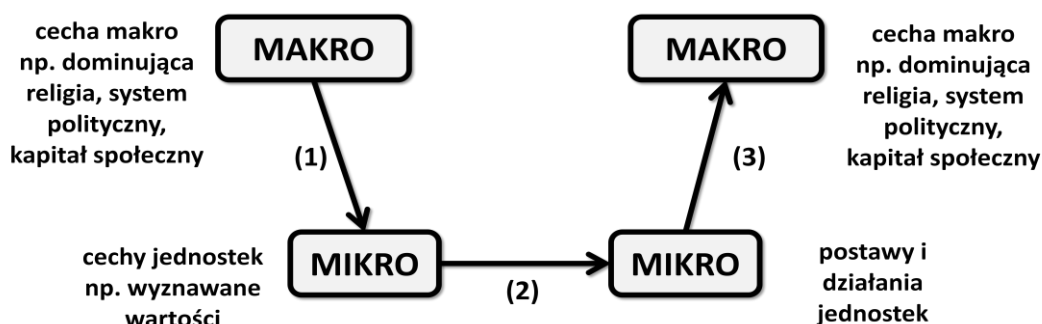 cecha makro
np. dominująca
religia, system
polityczny,
kapitał społeczny
MAKRO
MAKRO
cecha makro
np. dominująca
religia, system
polityczny,
kapitał społeczny
(1)
(3)
cechy jednostek
np. wyznawane
wartości
MIKRO
(2)
MIKRO
postawy i
działania
jednostek